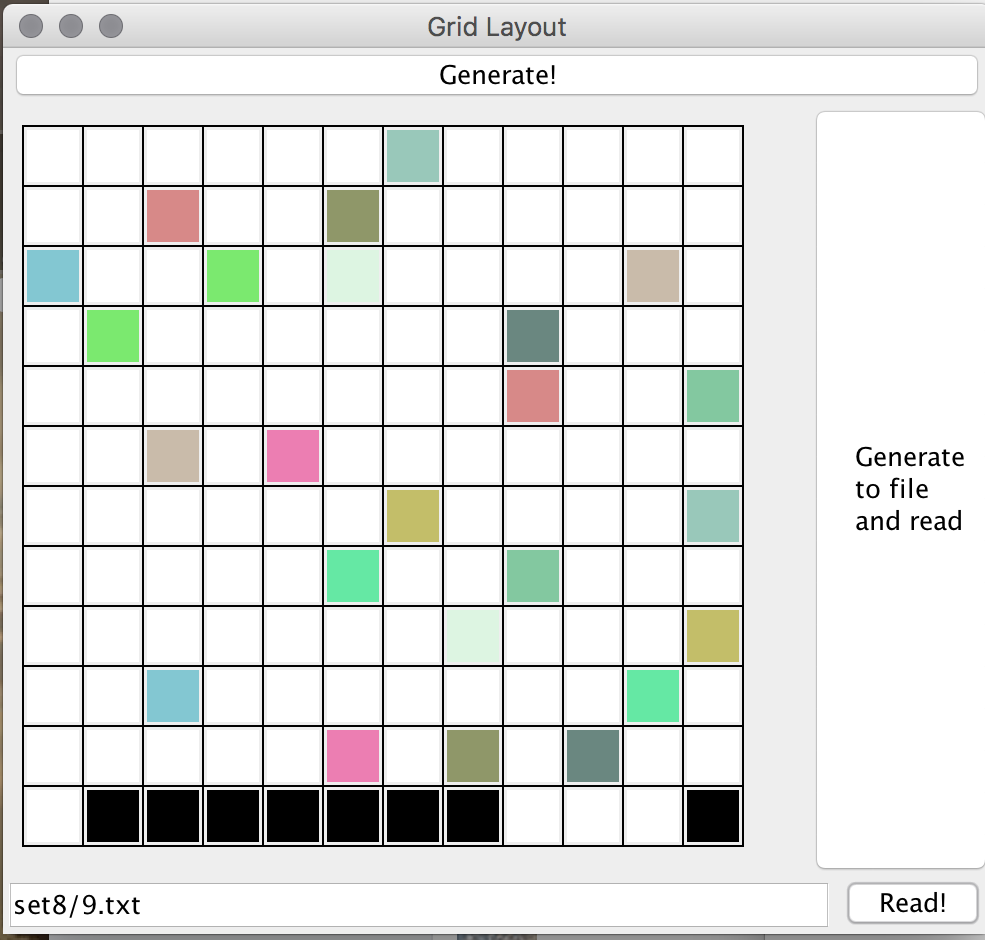 Grid Layout
Generate!
Generate
to file
and read
set8/9.txt
Read!